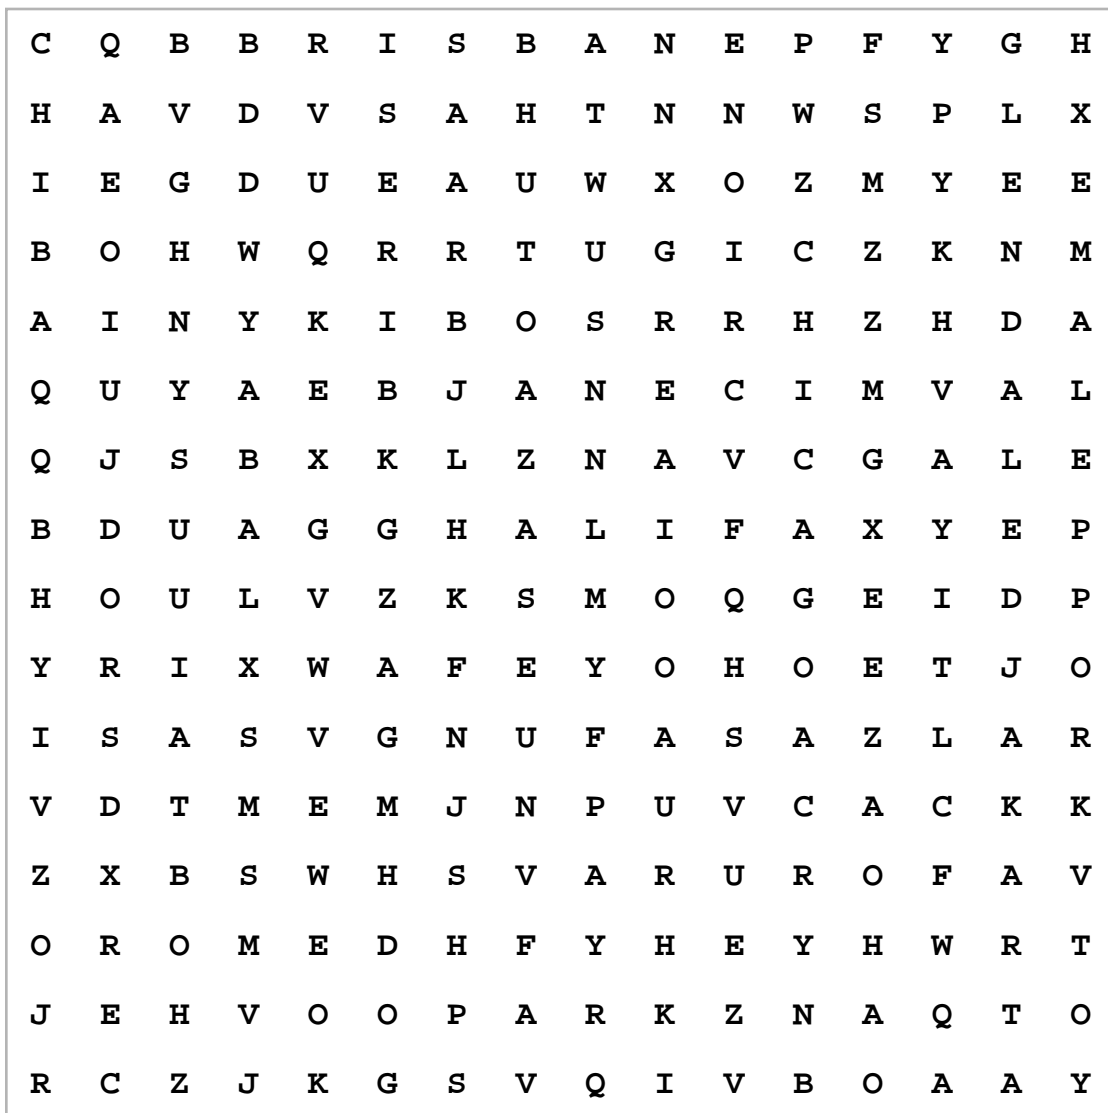 C Q B B R I S B A N E P F Y G H
H A V D V S A H T N N W S P L X
I E G D U E A U W X O Z M Y E E
B O H W Q R R T U G I C Z K N M
A I N Y K I B O S R R H Z H D A
Q U Y A E B J A N E C I M V A L
Q J S B X K L Z N A V C G A L E
B D U A G G H A L I F A X Y E P
H O U L V Z K S M O Q G E I D P
Y R I X W A F E Y O H O E T J O
I S A S V G N U F A S A Z L A R
V D T M E M J N P U V C A C K K
Z X B S W H S V A R U R O F A V
O R O M E D H F Y H E Y H W R T
J E H V O O P A R K Z N A Q T O
R C Z J K G S V Q I V B O A A Y